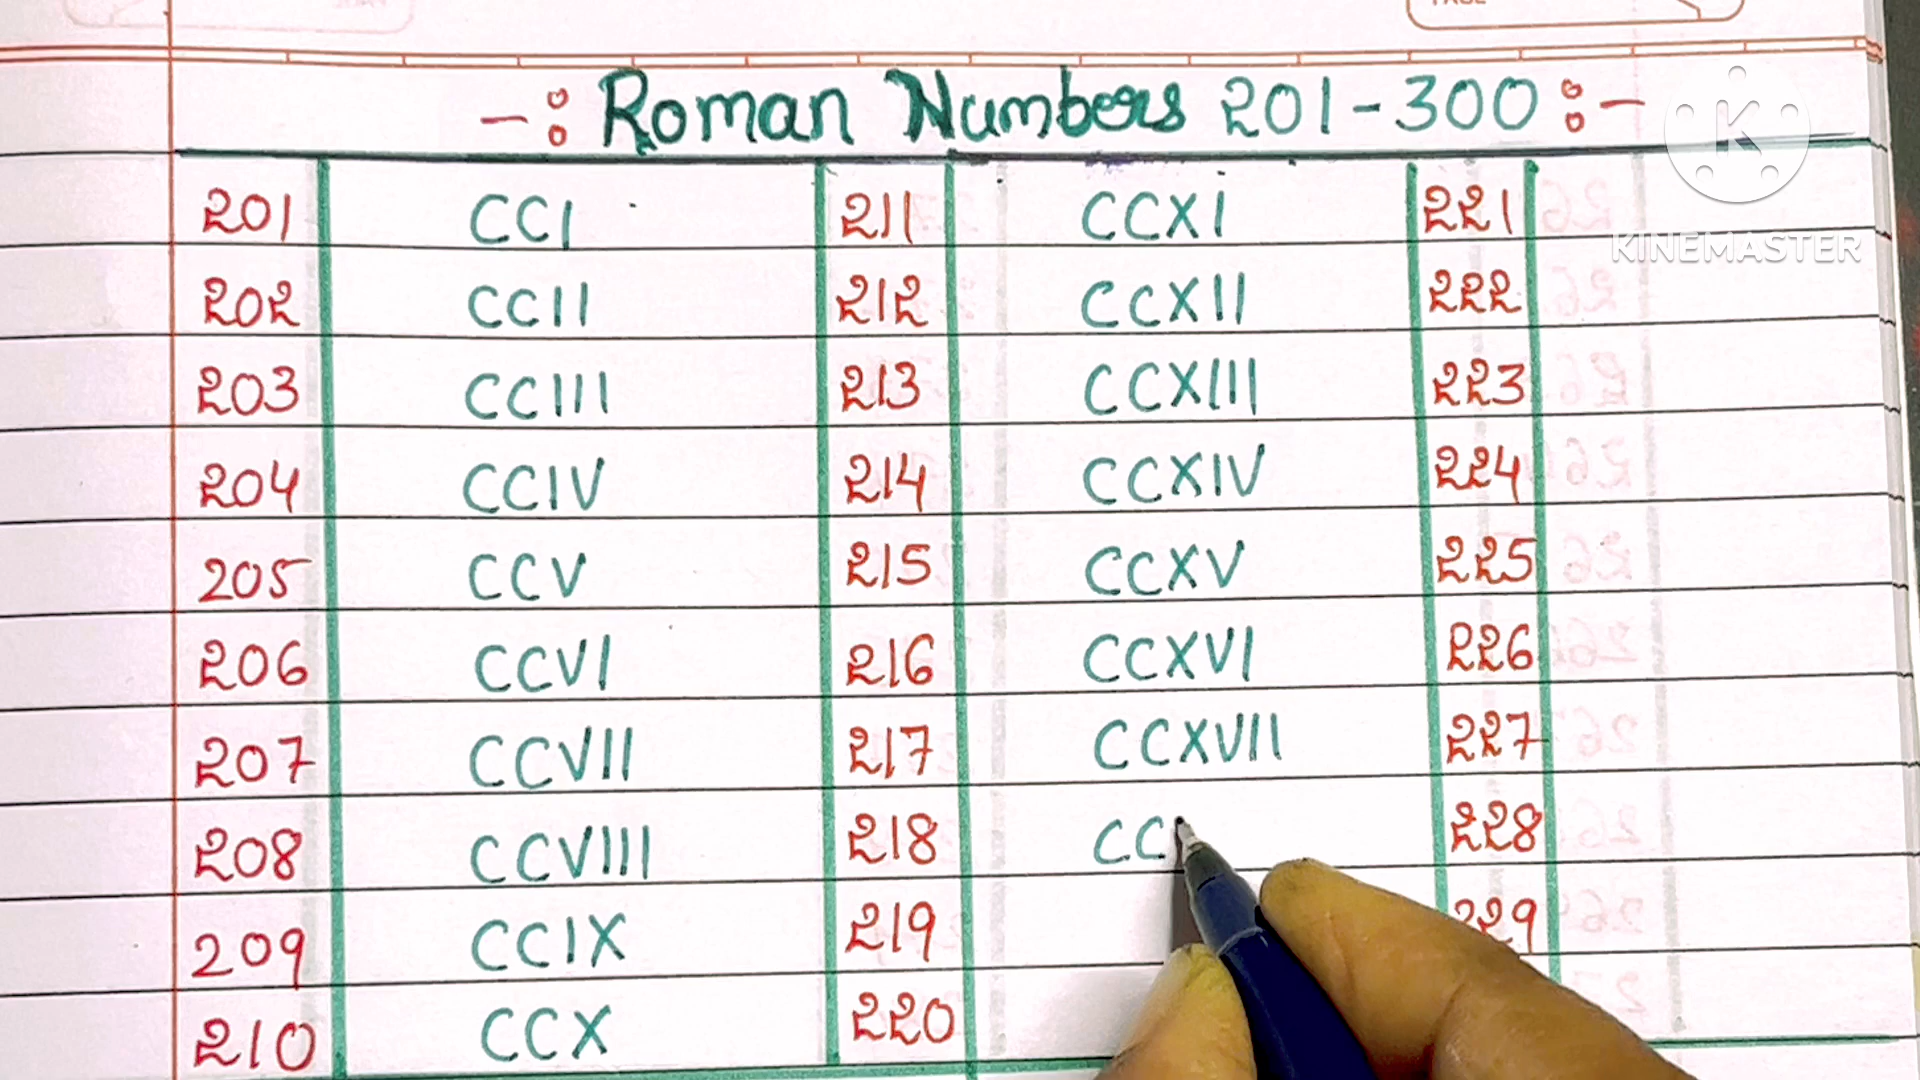 -: Roman Numbers 201-300 :-
K
KINEMASTER
201 CCI 211 CCXI 221
202 CCII 212 CCXII 222
203 CCIII 213 CCXIII 223
204 CCIV 214 CCXIV 224
205 CCV 215 CCXV 225
206 CCVI 216 CCXVI 226
207 CCVII 217 CCXVII 227
208 CCVIII 218 CC 228
209 CCIX 219 229
210 CCX 220